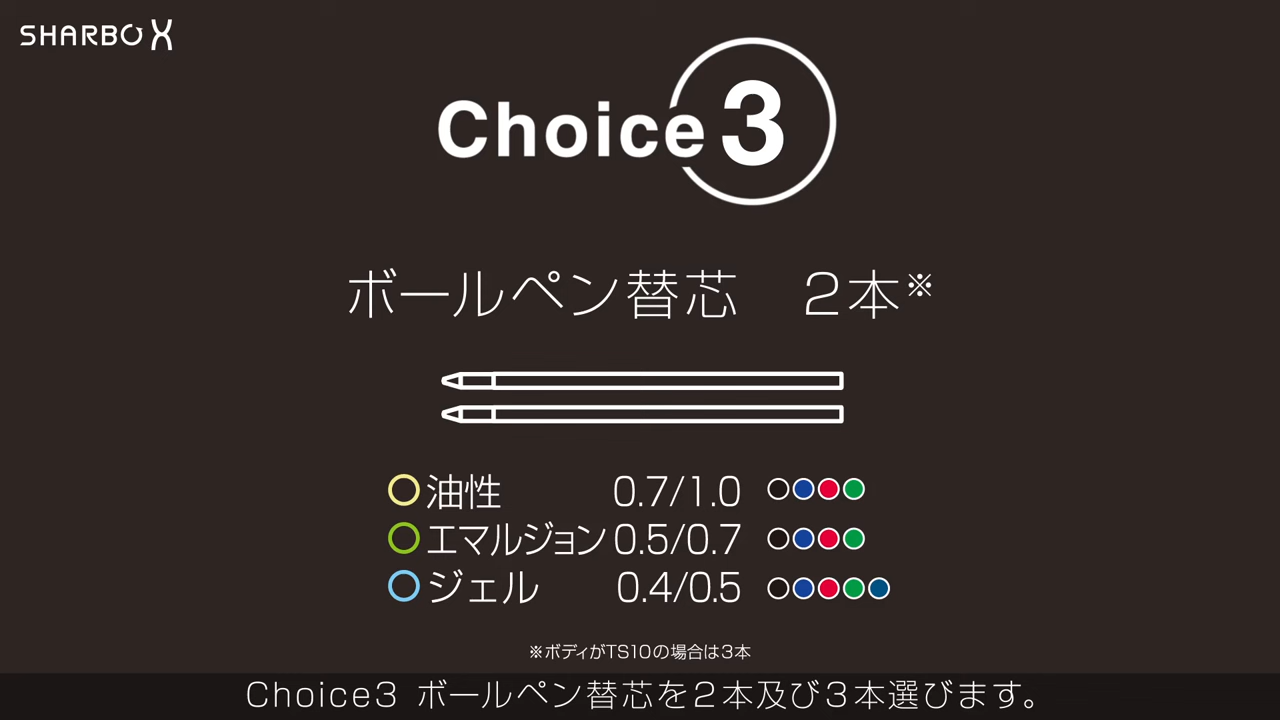 SHARBO X
Choice 3
ボールペン替芯　2本※
油性 0.7/1.0
エマルジョン 0.5/0.7
ジェル 0.4/0.5
※ボディがTS10の場合は3本
Choice3 ボールペン替芯を2本及び3本選びます。